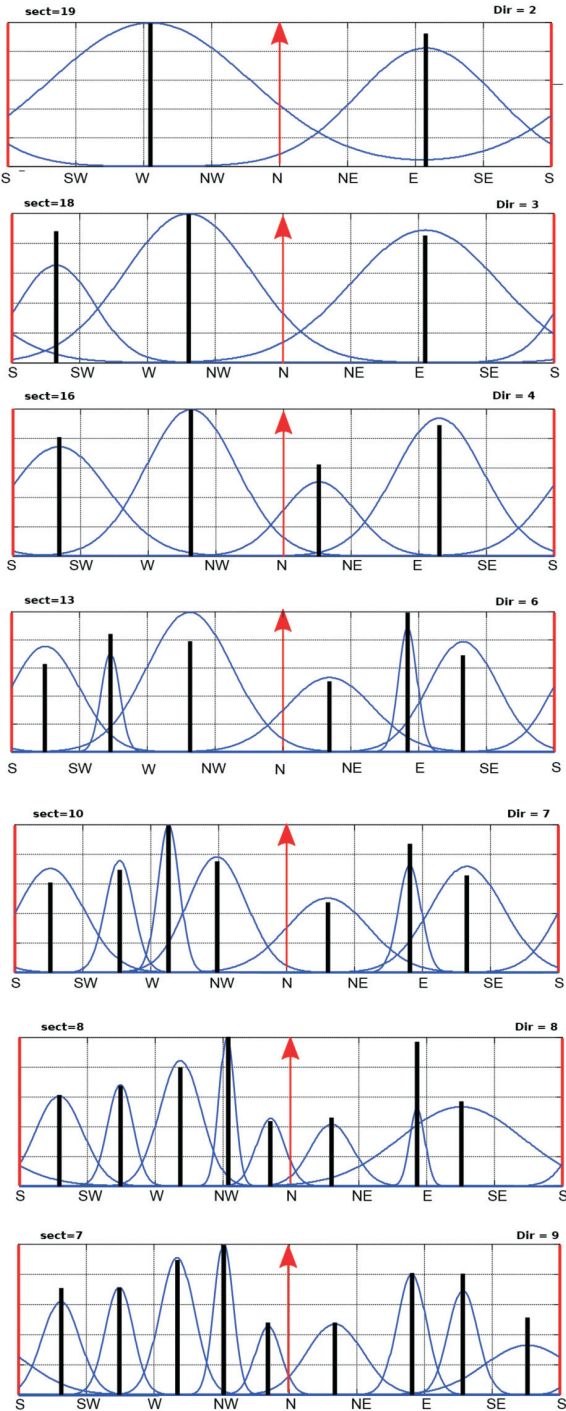 sect=19 Dir = 2
S SW W NW N NE E SE S
sect=18 Dir = 3
S SW W NW N NE E SE S
sect=16 Dir = 4
S SW W NW N NE E SE S
sect=13 Dir = 6
S SW W NW N NE E SE S
sect=10 Dir = 7
S SW W NW N NE E SE S
sect=8 Dir = 8
S SW W NW N NE E SE S
sect=7 Dir = 9
S SW W NW N NE E SE S